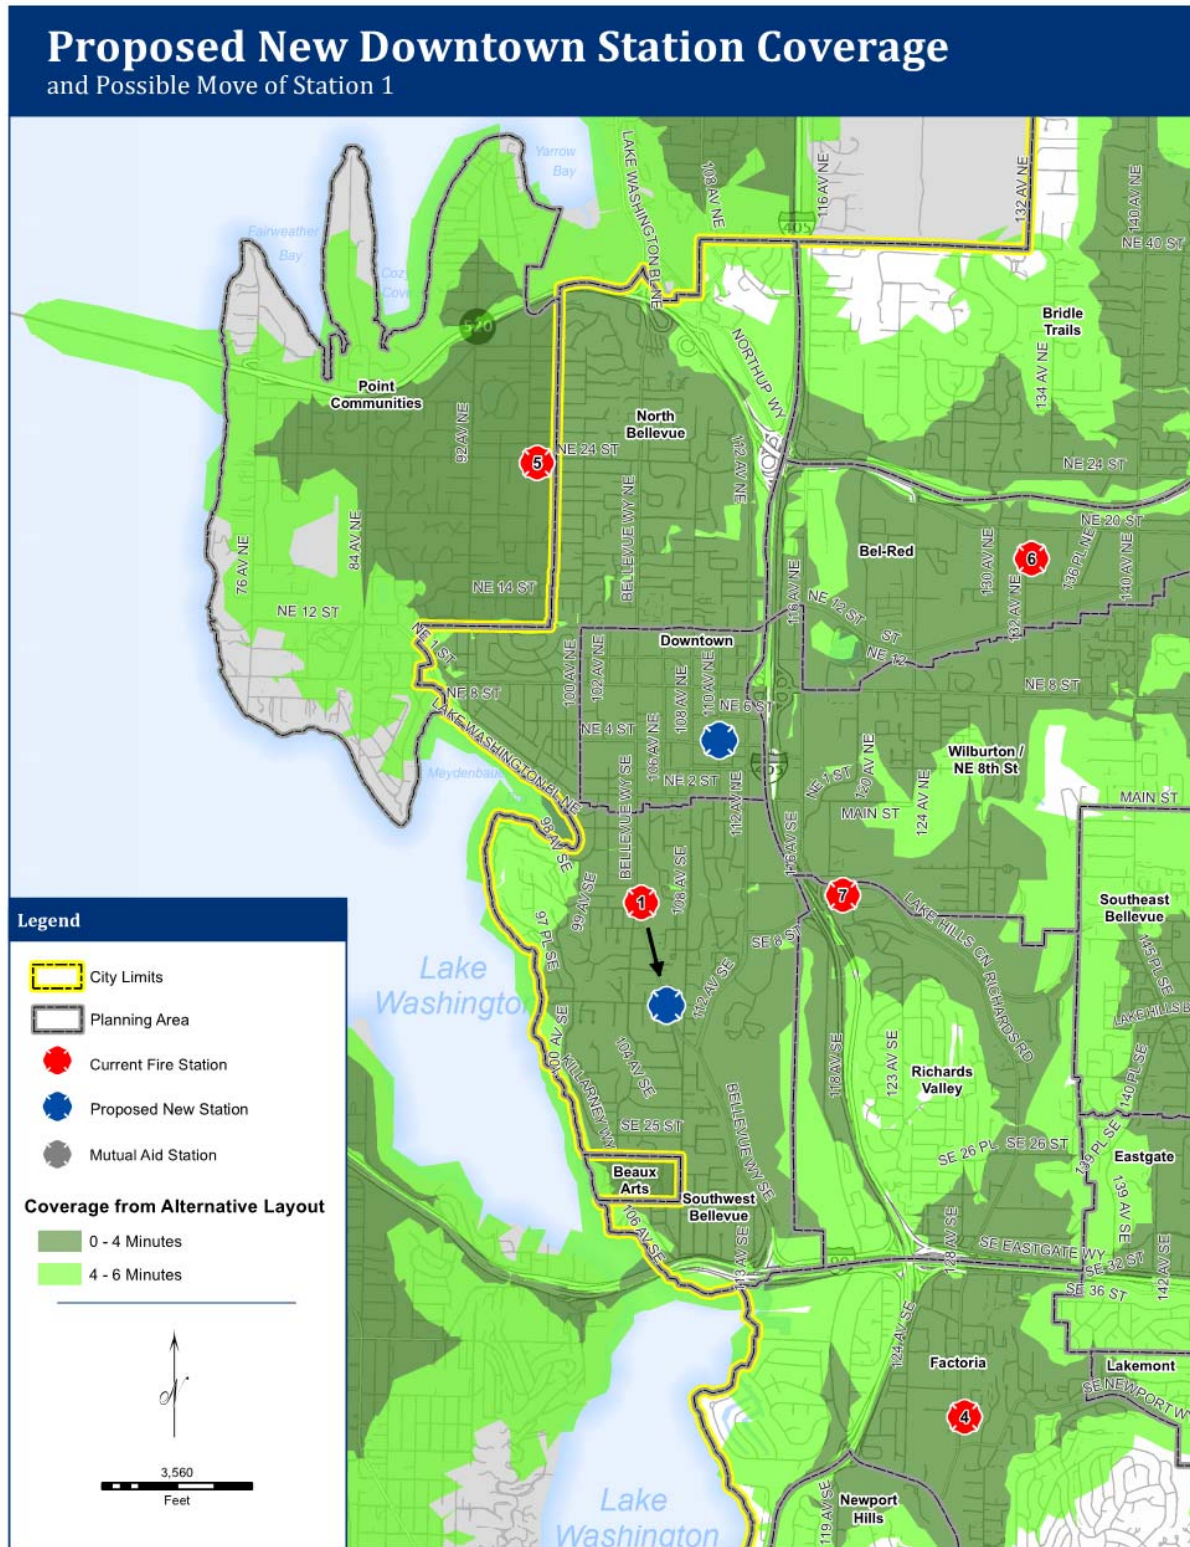 Proposed New Downtown Station Coverage
and Possible Move of Station 1
Yarrow
Bay
LAKE WASHINGTON BL NE
108 AV NE
116 AV NE
405
132 AV NE
140 AV NE
NE 40 ST
Fairweather
Bay
Cozy
Cove
520
Bridle
Trails
NORTHUP WY
134 AV NE
Point
Communities
92 AV NE
North
Bellevue
5
NE 24 ST
112 AV NE
NE 24 ST
BELLEVUE WY NE
NE 20 ST
76 AV NE
84 AV NE
Bel-Red
130 AV NE
6
136 PL NE
140 AV NE
NE 14 ST
116 AV NE
NE 12 ST
132 AV NE
NE 12 ST
NE 1 ST
Downtown
ST
NE 12
100 AV NE
102 AV NE
108 AV NE
110 AV NE
NE 8 ST
NE 8 ST
NE 6 ST
LAKE WASHINGTON BL NE
NE 4 ST
106 AV NE
Wilburton /
NE 8th St
120 AV NE
Meydenbau
405
NE 2 ST
NE 1 ST
112 AV NE
124 AV NE
MAIN ST
MAIN ST
BELLEVUE WY SE
98 AV SE
116 AV SE
99 AV SE
108 AV SE
1
7
Southeast
Bellevue
LAKE HILLS CN
97 PL SE
SE 8 ST
RICHARDS RD
145 PL SE
Lake
Washington
112 AV SE
LAKE HILLS B
100 AV SE
KILLARNEY WY
104 AV SE
118 AV SE
123 AV SE
Richards
Valley
140 PL SE
BELLEVUE WY SE
SE 25 ST
SE 26 PL
SE 26 ST
139 PL SE
Eastgate
Beaux
Arts
Southwest
Bellevue
139 AV SE
106 AV SE
113 AV SE
128 AV SE
SE EASTGATE WY
SE 32 ST
142 AV SE
SE 36 ST
124 AV SE
Factoria
Lakemont
SE NEWPORT W
4
Lake
Washington
119 AV SE
Newport
Hills
Legend
City Limits
Planning Area
Current Fire Station
Proposed New Station
Mutual Aid Station
Coverage from Alternative Layout
0 - 4 Minutes
4 - 6 Minutes
N
3,560
Feet